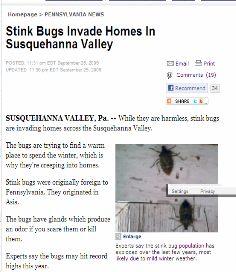 Homepage > PENNSYLVANIA NEWS
Stink Bugs Invade Homes In
Susquehanna Valley
POSTED: 11:31 pm EDT September 25, 2009
UPDATED: 11:38 pm EDT September 25, 2009
Email
Print
Comments (19)
Recommend 34
SHARE
SUSQUEHANNA VALLEY, Pa. -- While they are harmless, stink bugs
are invading homes across the Susquehanna Valley.
The bugs are trying to find a warm
place to spend the winter, which is
why they're creeping into homes.
Stink bugs were originally foreign to
Pennsylvania. They originated in
Asia.
The bugs have glands which produce
an odor if you scare them or kill
them.
Experts say the bugs may hit record
highs this year.
Settings
Privacy
Enlarge
Experts say the stink bug population has
exploded over the last few years, most
likely due to mild winter weather.